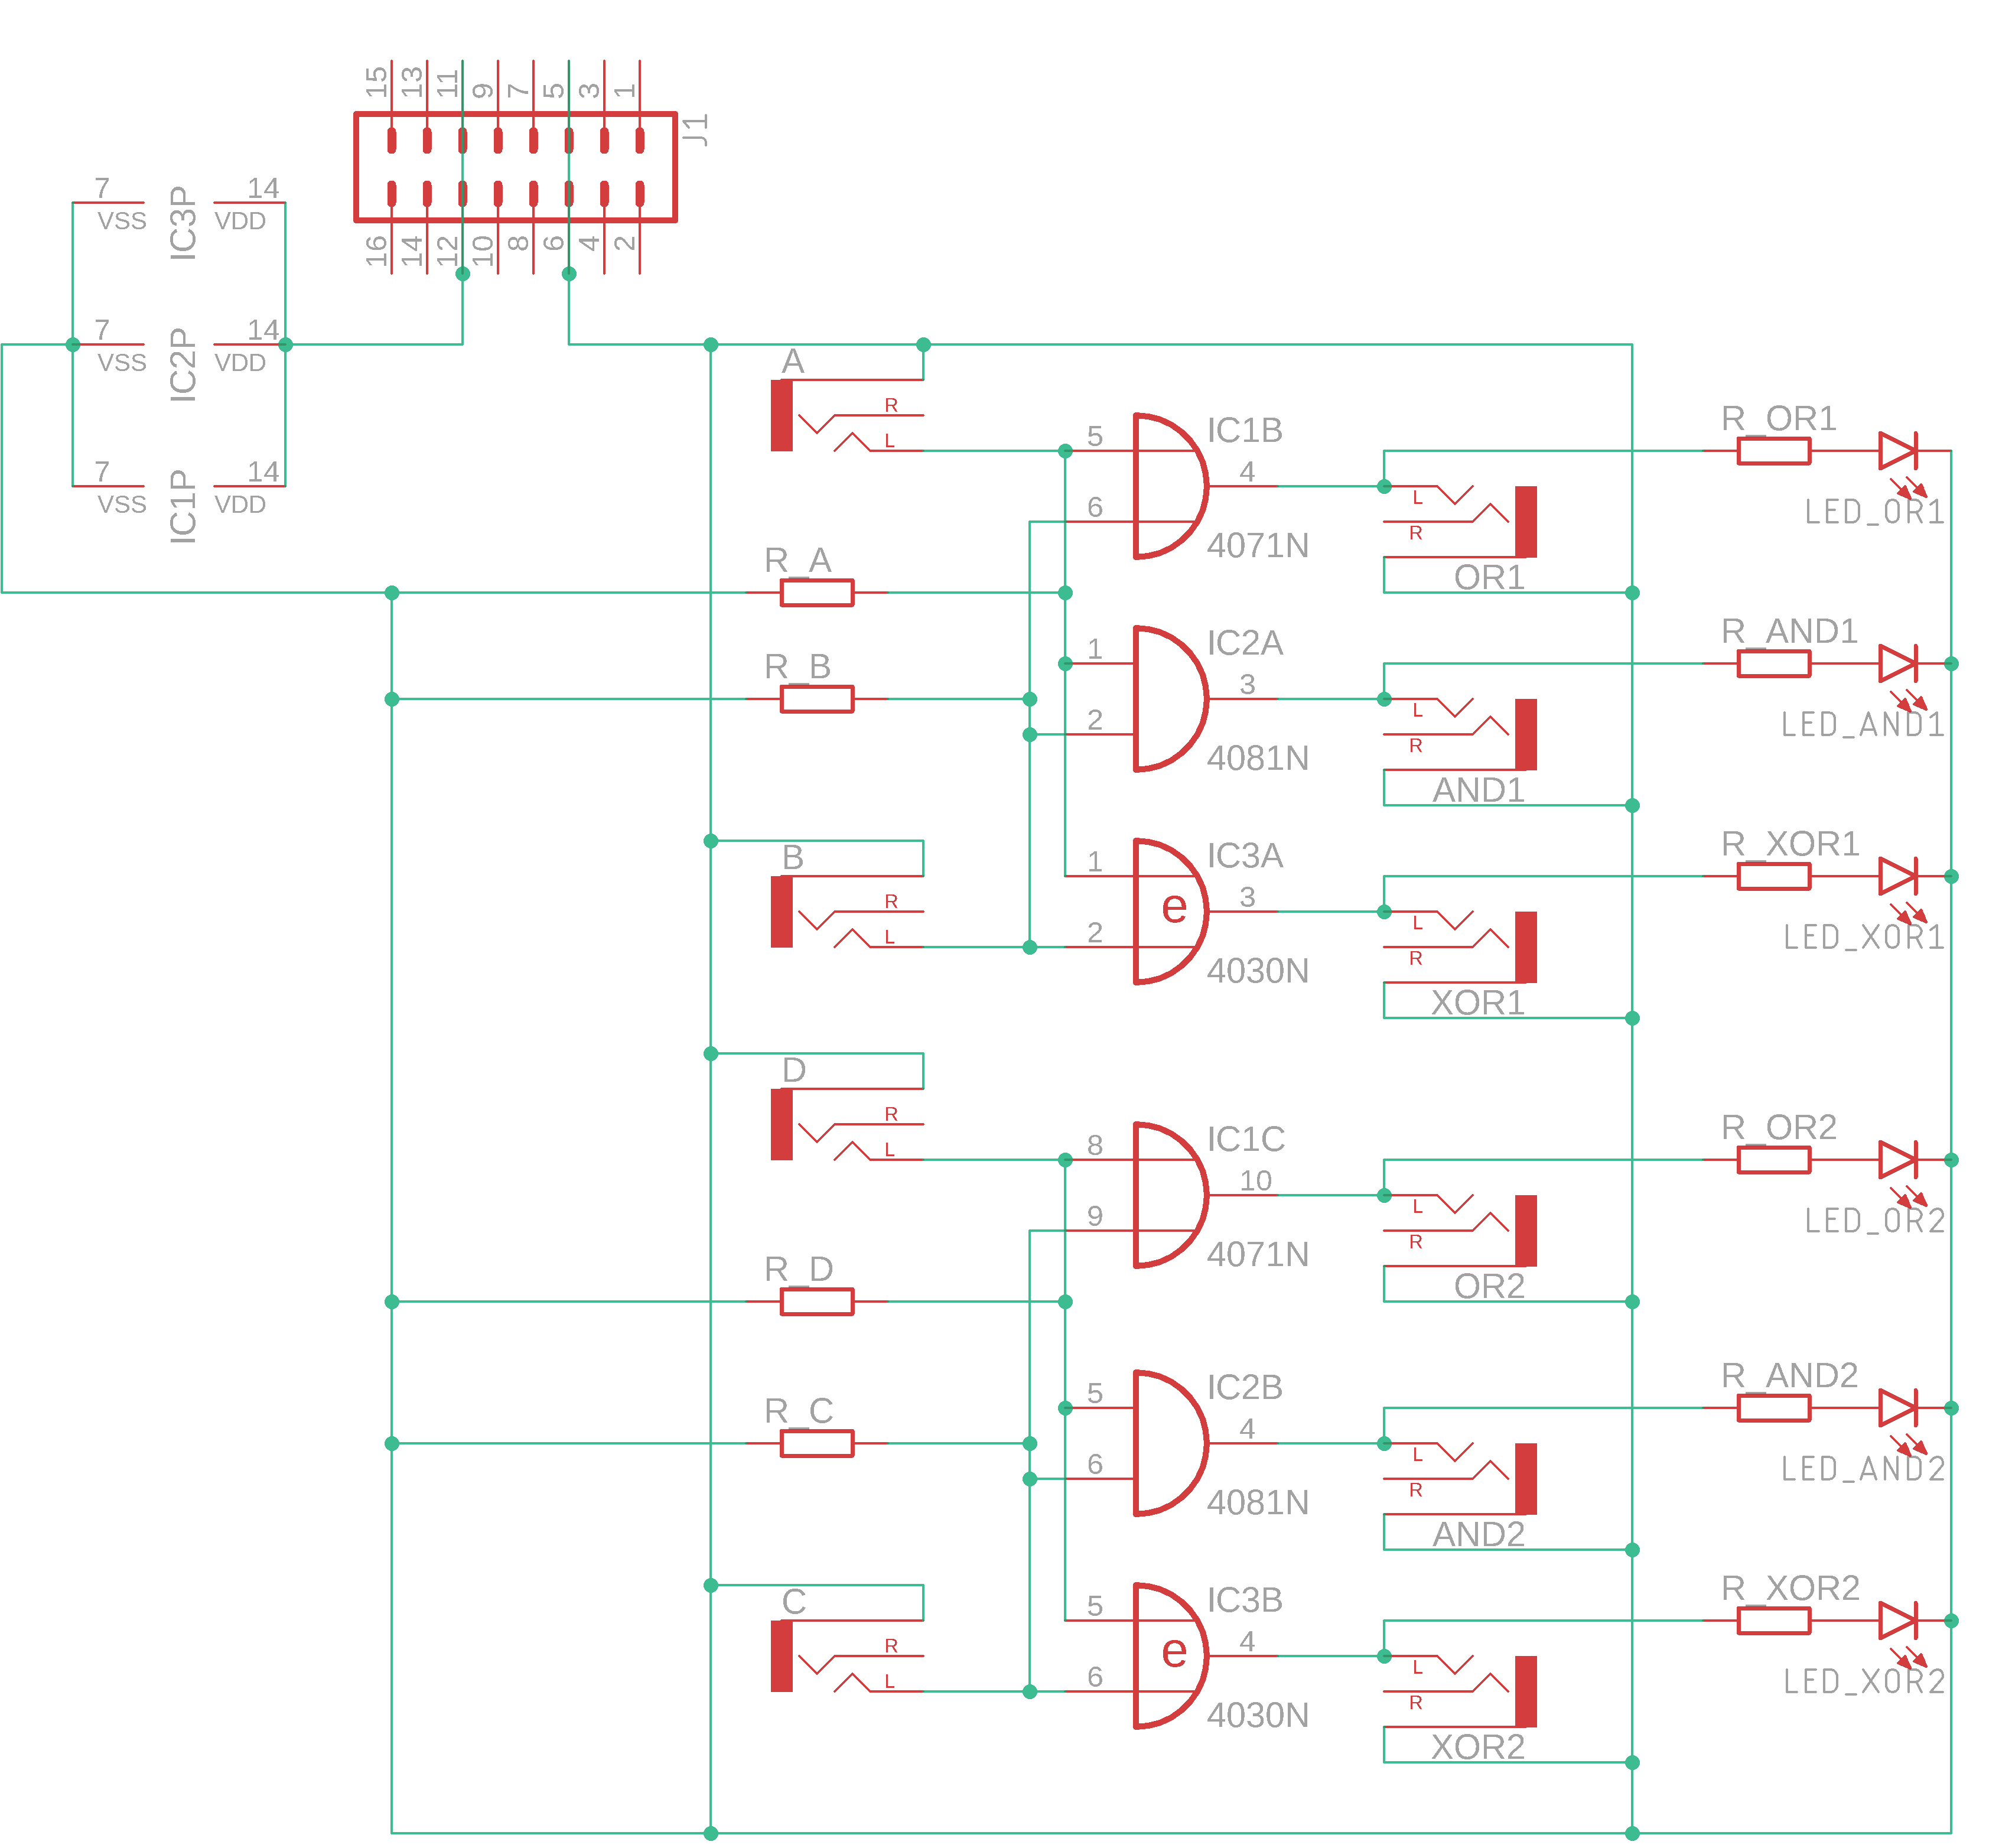 15 13 11 9 7 5 3 1
J1
16 14 12 10 8 6 4 2
7 VSS IC3P 14 VDD
7 VSS IC2P 14 VDD
7 VSS IC1P 14 VDD
A
R
L
5
6
4
IC1B
4071N
L
R
OR1
R_OR1
LED_OR1
R_A
R_B
1
2
3
IC2A
4081N
L
R
AND1
R_AND1
LED_AND1
B
R
L
1
2
e
3
IC3A
4030N
L
R
XOR1
R_XOR1
LED_XOR1
D
R
L
8
9
10
IC1C
4071N
L
R
OR2
R_OR2
LED_OR2
R_D
R_C
5
6
4
IC2B
4081N
L
R
AND2
R_AND2
LED_AND2
C
R
L
5
6
e
4
IC3B
4030N
L
R
XOR2
R_XOR2
LED_XOR2